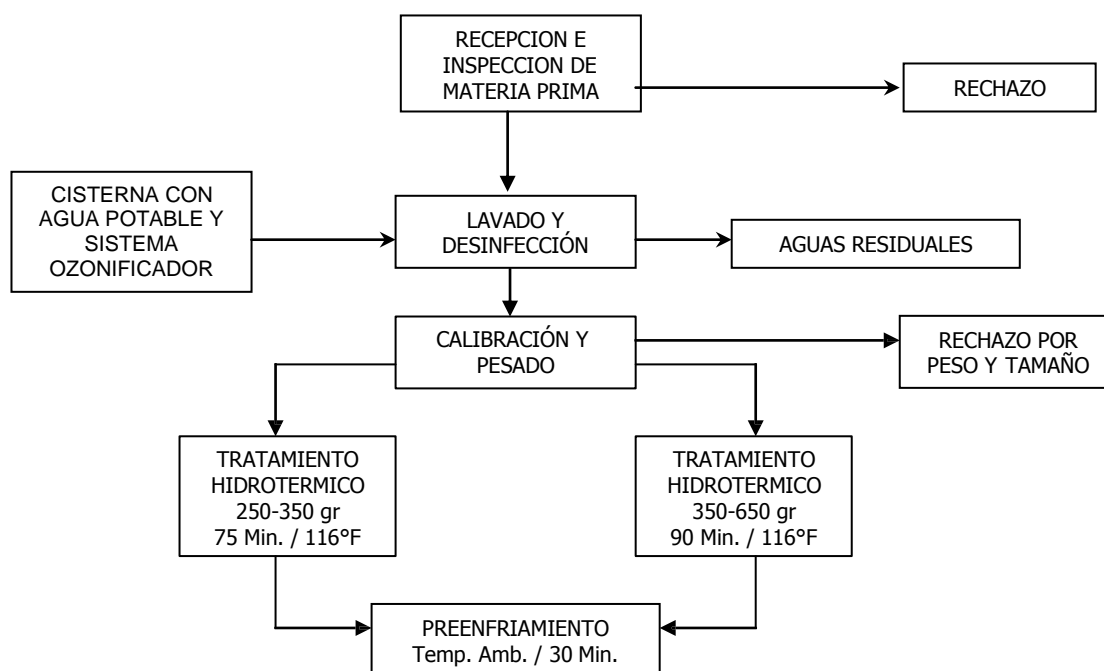 RECEPCION E
INSPECCION DE
MATERIA PRIMA
RECHAZO
CISTERNA CON
AGUA POTABLE Y
SISTEMA
OZONIFICADOR
LAVADO Y
DESINFECCIÓN
AGUAS RESIDUALES
CALIBRACIÓN Y
PESADO
RECHAZO POR
PESO Y TAMAÑO
TRATAMIENTO
HIDROTERMICO
250-350 gr
75 Min. / 116°F
TRATAMIENTO
HIDROTERMICO
350-650 gr
90 Min. / 116°F
PREENFRIAMIENTO
Temp. Amb. / 30 Min.